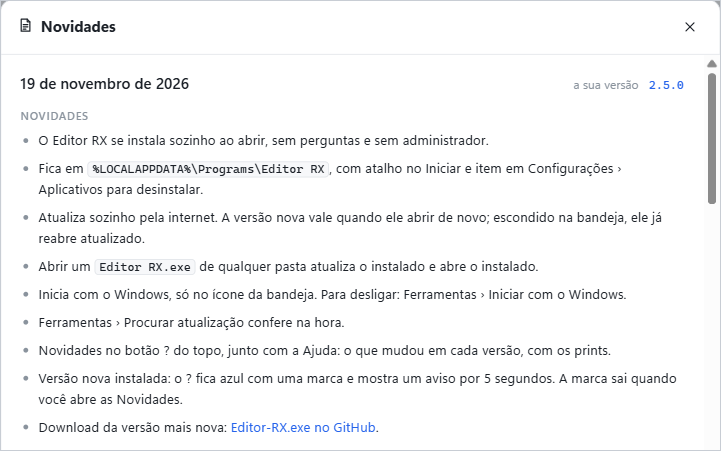 Novidades
19 de novembro de 2026
a sua versão 2.5.0
NOVIDADES
O Editor RX se instala sozinho ao abrir, sem perguntas e sem administrador.
Fica em %LOCALAPPDATA%\Programs\Editor RX, com atalho no Iniciar e item em Configurações ›
Aplicativos para desinstalar.
Atualiza sozinho pela internet. A versão nova vale quando ele abrir de novo; escondido na bandeja, ele já
reabre atualizado.
Abrir um Editor RX.exe de qualquer pasta atualiza o instalado e abre o instalado.
Inicia com o Windows, só no ícone da bandeja. Para desligar: Ferramentas › Iniciar com o Windows.
Ferramentas › Procurar atualização confere na hora.
Novidades no botão ? do topo, junto com a Ajuda: o que mudou em cada versão, com os prints.
Versão nova instalada: o ? fica azul com uma marca e mostra um aviso por 5 segundos. A marca sai quando
você abre as Novidades.
Download da versão mais nova: Editor-RX.exe no GitHub.